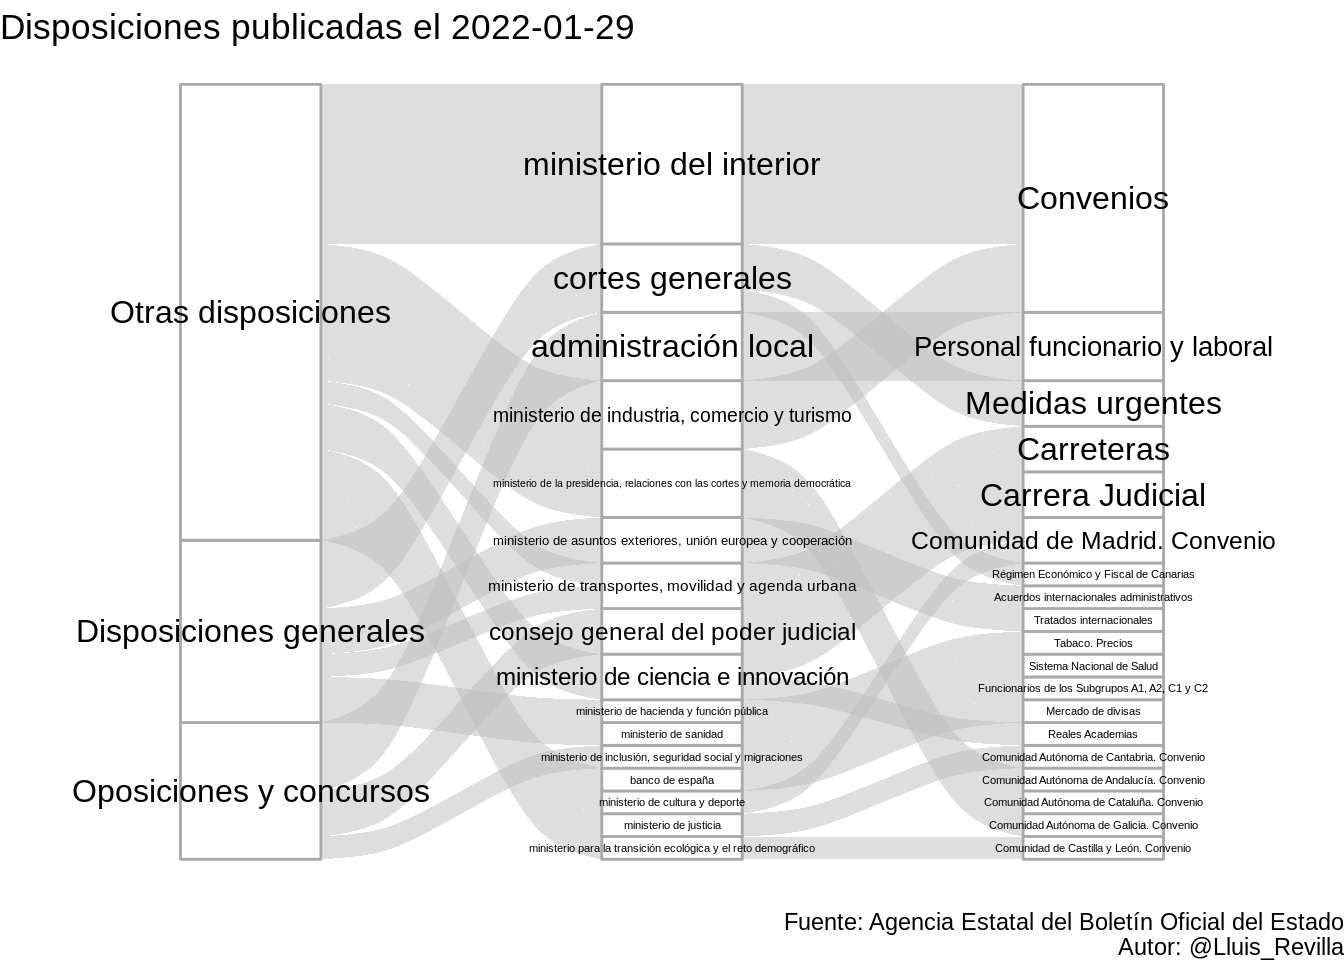 Disposiciones publicadas el 2022-01-29
Otras disposiciones
Disposiciones generales
Oposiciones y concursos
ministerio del interior
cortes generales
administración local
ministerio de industria, comercio y turismo
ministerio de la presidencia, relaciones con las cortes y memoria democrática
ministerio de asuntos exteriores, unión europea y cooperación
ministerio de transportes, movilidad y agenda urbana
consejo general del poder judicial
ministerio de ciencia e innovación
ministerio de hacienda y función pública
ministerio de sanidad
ministerio de inclusión, seguridad social y migraciones
banco de españa
ministerio de cultura y deporte
ministerio de justicia
ministerio para la transición ecológica y el reto demográfico
Convenios
Personal funcionario y laboral
Medidas urgentes
Carreteras
Carrera Judicial
Comunidad de Madrid. Convenio
Régimen Económico y Fiscal de Canarias
Acuerdos internacionales administrativos
Tratados internacionales
Tabaco. Precios
Sistema Nacional de Salud
Funcionarios de los Subgrupos A1, A2, C1 y C2
Mercado de divisas
Reales Academias
Comunidad Autónoma de Cantabria. Convenio
Comunidad Autónoma de Andalucía. Convenio
Comunidad Autónoma de Cataluña. Convenio
Comunidad Autónoma de Galicia. Convenio
Comunidad de Castilla y León. Convenio
Fuente: Agencia Estatal del Boletín Oficial del Estado
Autor: @Lluis_Revilla